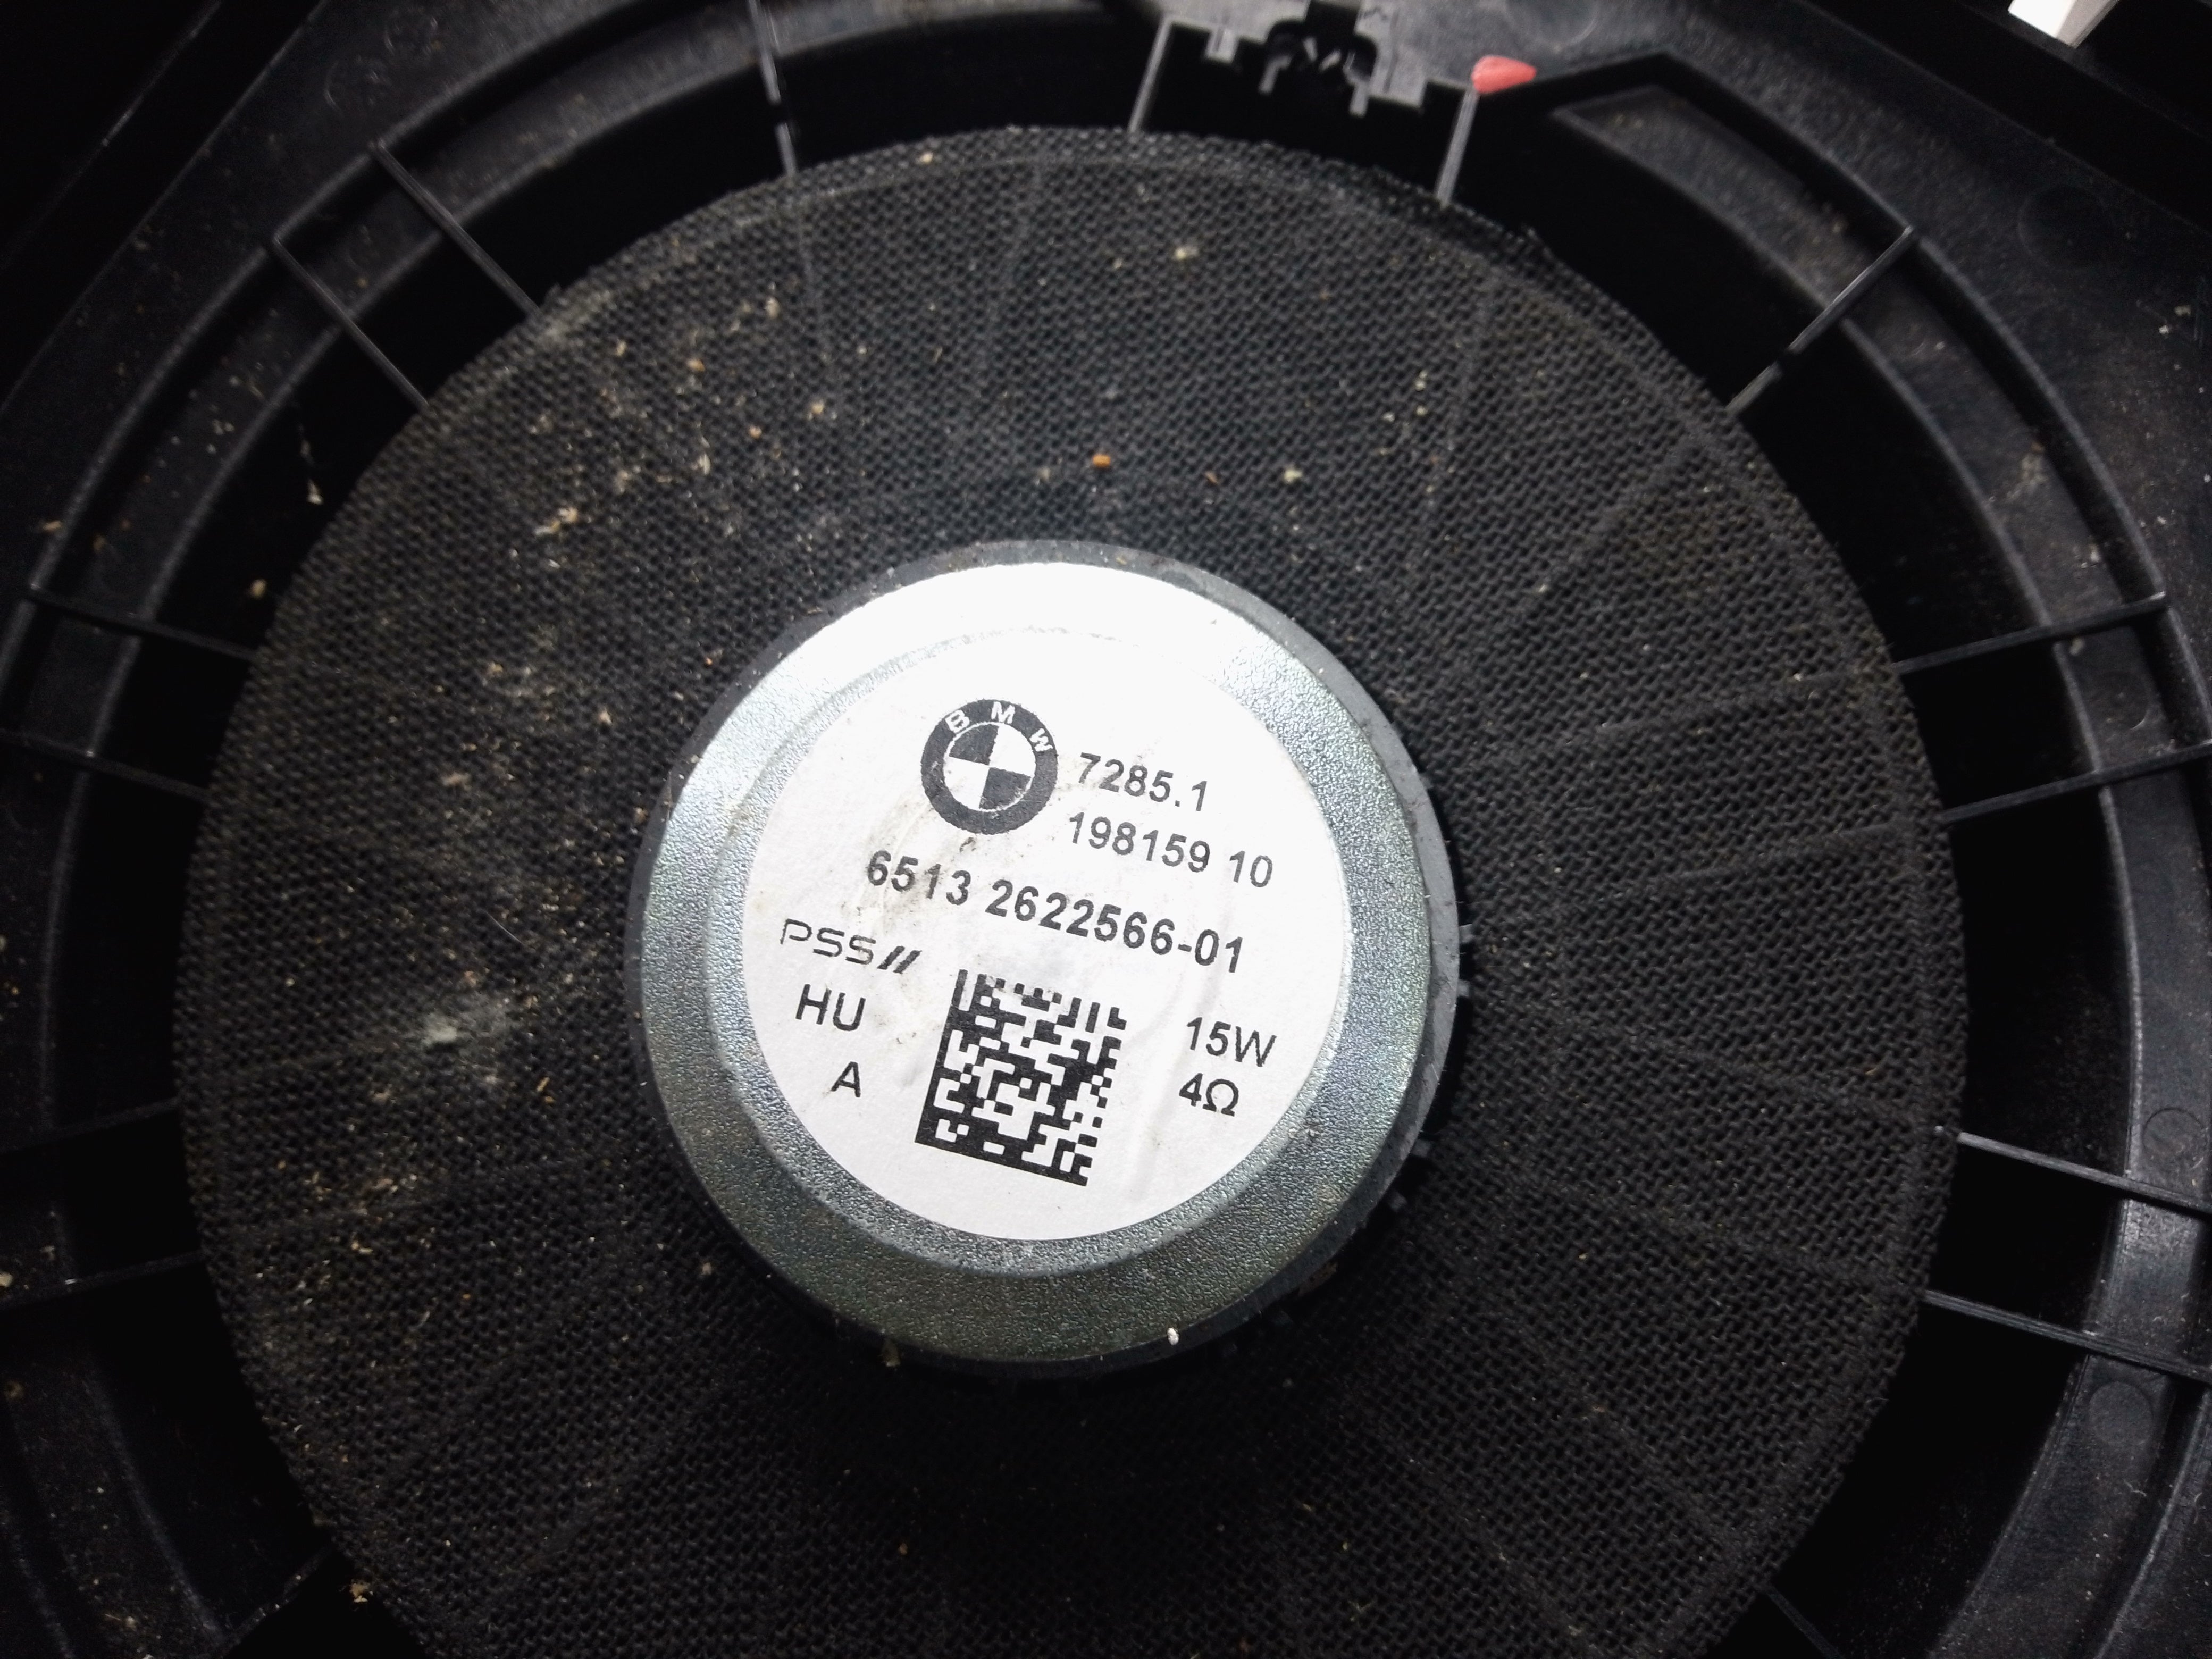 BMW
7285.1
198159 10
6513 2622566-01
PSS//
HU
A
15W
4Ω